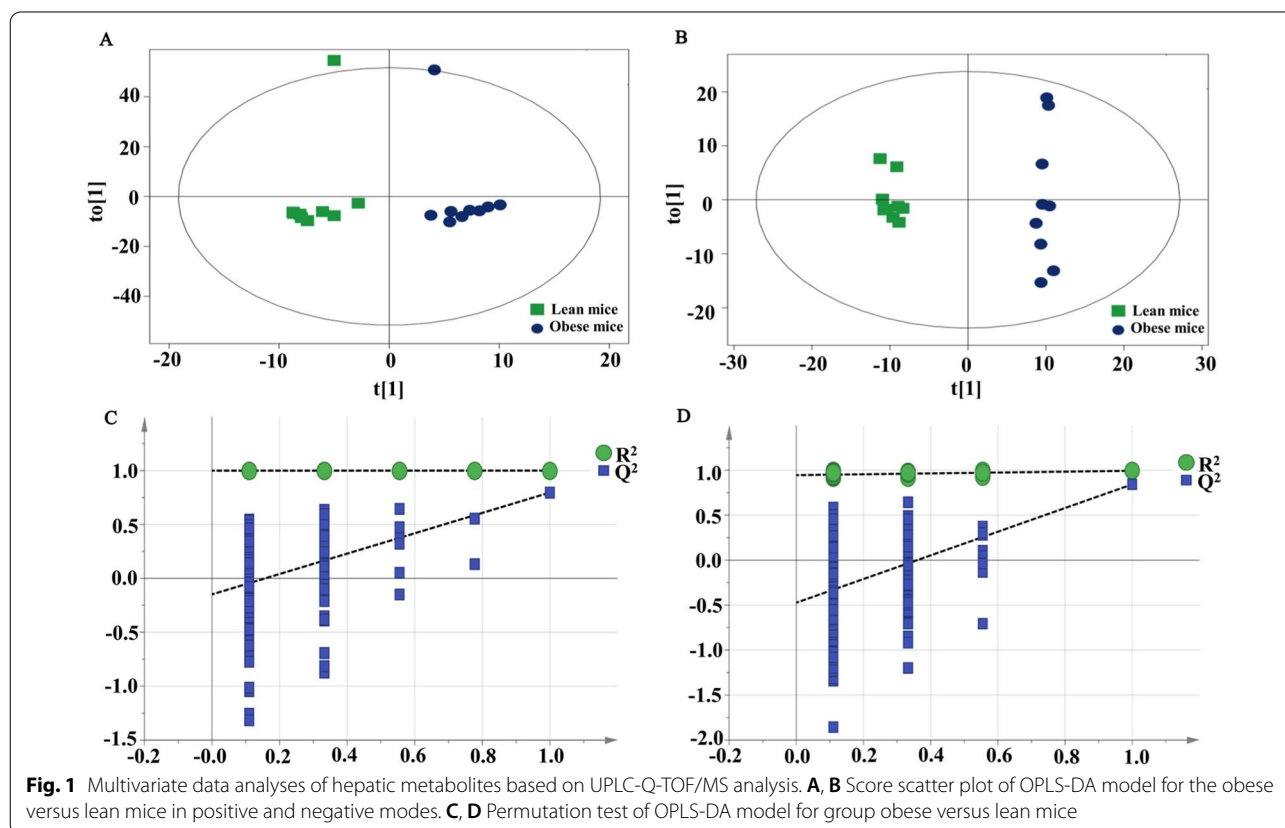 A
to[1]
40
20
0
-20
-40
Lean mice
Obese mice
-20
-10
0
10
20
t[1]
B
to[1]
20
10
0
-10
-20
Lean mice
Obese mice
-30
-20
-10
0
10
20
30
t[1]
C
R²
Q²
1.0
0.5
0.0
-0.5
-1.0
-1.5
-0.2
-0.0
0.2
0.4
0.6
0.8
1.0
D
R²
Q²
1.0
0.5
0.0
-0.5
-1.0
-1.5
-2.0
-0.2
0.0
0.2
0.4
0.6
0.8
1.0
Fig. 1 Multivariate data analyses of hepatic metabolites based on UPLC-Q-TOF/MS analysis. A, B Score scatter plot of OPLS-DA model for the obese
versus lean mice in positive and negative modes. C, D Permutation test of OPLS-DA model for group obese versus lean mice